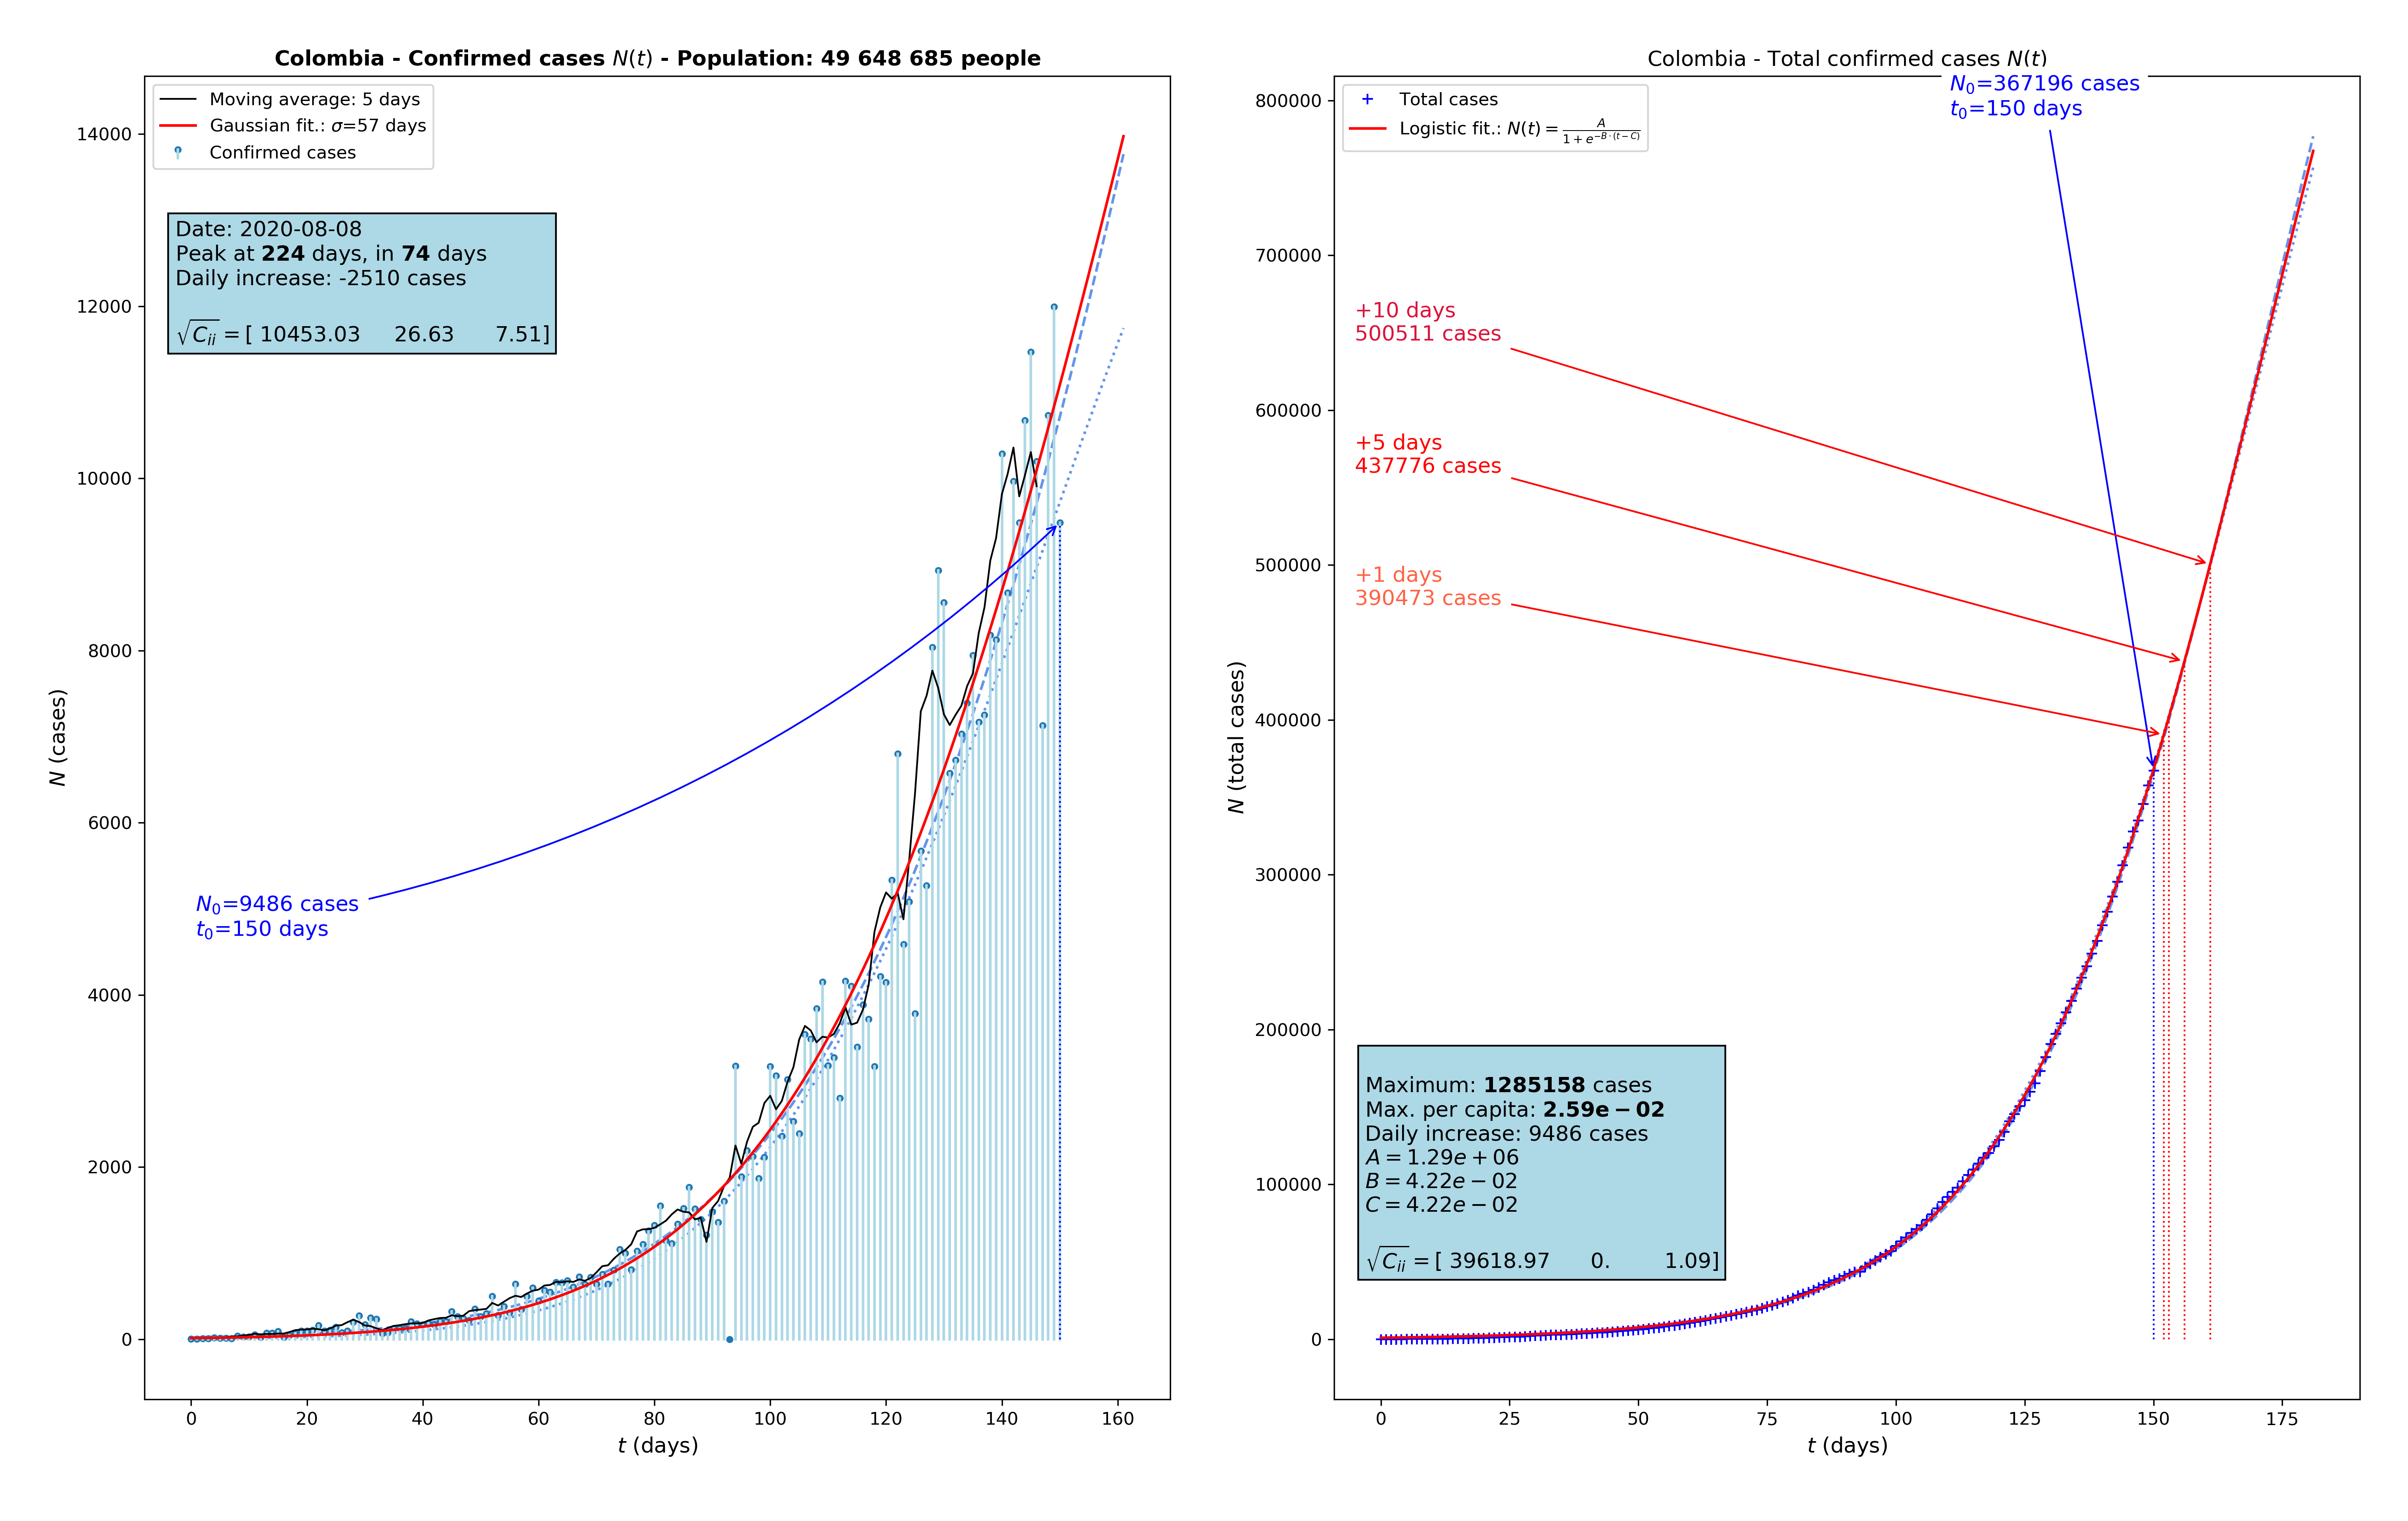 Colombia - Confirmed cases N(t) - Population: 49 648 685 people
Moving average: 5 days
Gaussian fit.: σ=57 days
Confirmed cases
Date: 2020-08-08
Peak at 224 days, in 74 days
Daily increase: -2510 cases
√C_ii = [ 10453.03 26.63 7.51]
N_0=9486 cases
t_0=150 days
14000
12000
10000
8000
6000
4000
2000
0
N (cases)
0 20 40 60 80 100 120 140 160
t (days)
Colombia - Total confirmed cases N(t)
N_0=367196 cases
t_0=150 days
Total cases
Logistic fit.: N(t) = A / (1 + e^{-B·(t-C)})
+10 days
500511 cases
+5 days
437776 cases
+1 days
390473 cases
Maximum: 1285158 cases
Max. per capita: 2.59e − 02
Daily increase: 9486 cases
A = 1.29e + 06
B = 4.22e − 02
C = 4.22e − 02
√C_ii = [ 39618.97 0. 1.09]
800000
700000
600000
500000
400000
300000
200000
100000
0
N (total cases)
0 25 50 75 100 125 150 175
t (days)